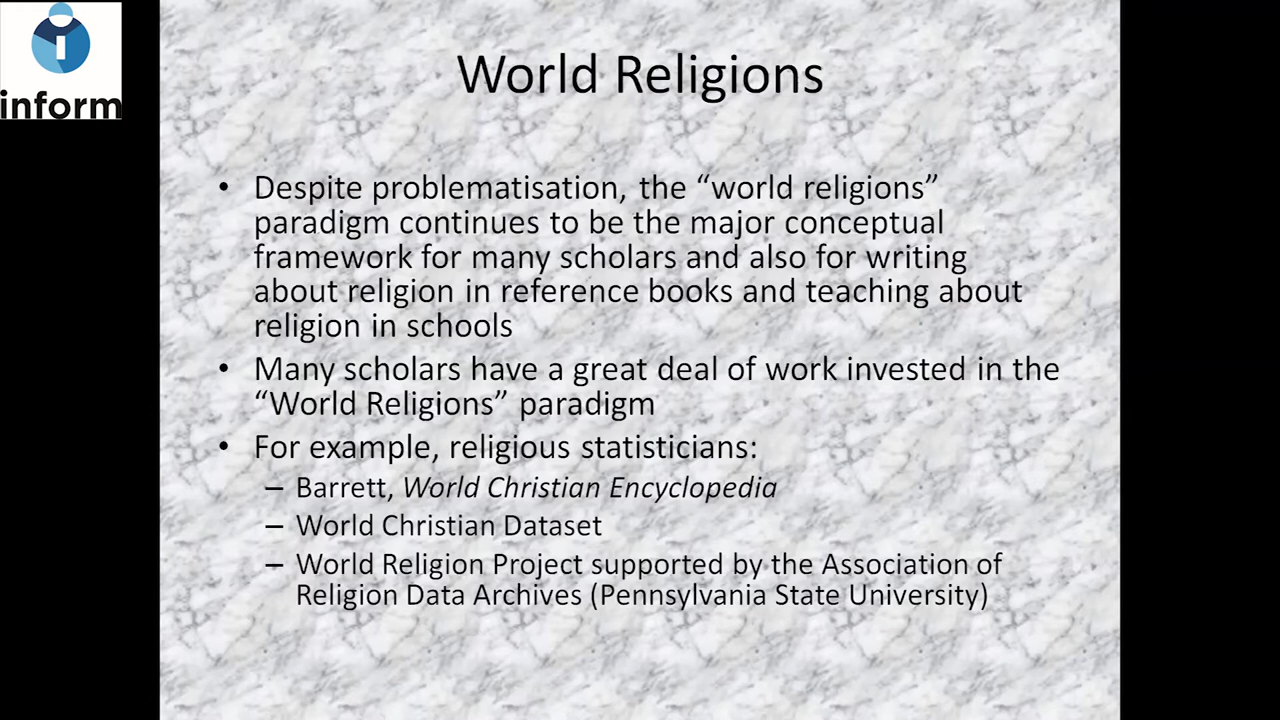 i
inform
World Religions
• Despite problematisation, the “world religions”
paradigm continues to be the major conceptual
framework for many scholars and also for writing
about religion in reference books and teaching about
religion in schools
• Many scholars have a great deal of work invested in the
“World Religions” paradigm
• For example, religious statisticians:
– Barrett, World Christian Encyclopedia
– World Christian Dataset
– World Religion Project supported by the Association of
Religion Data Archives (Pennsylvania State University)